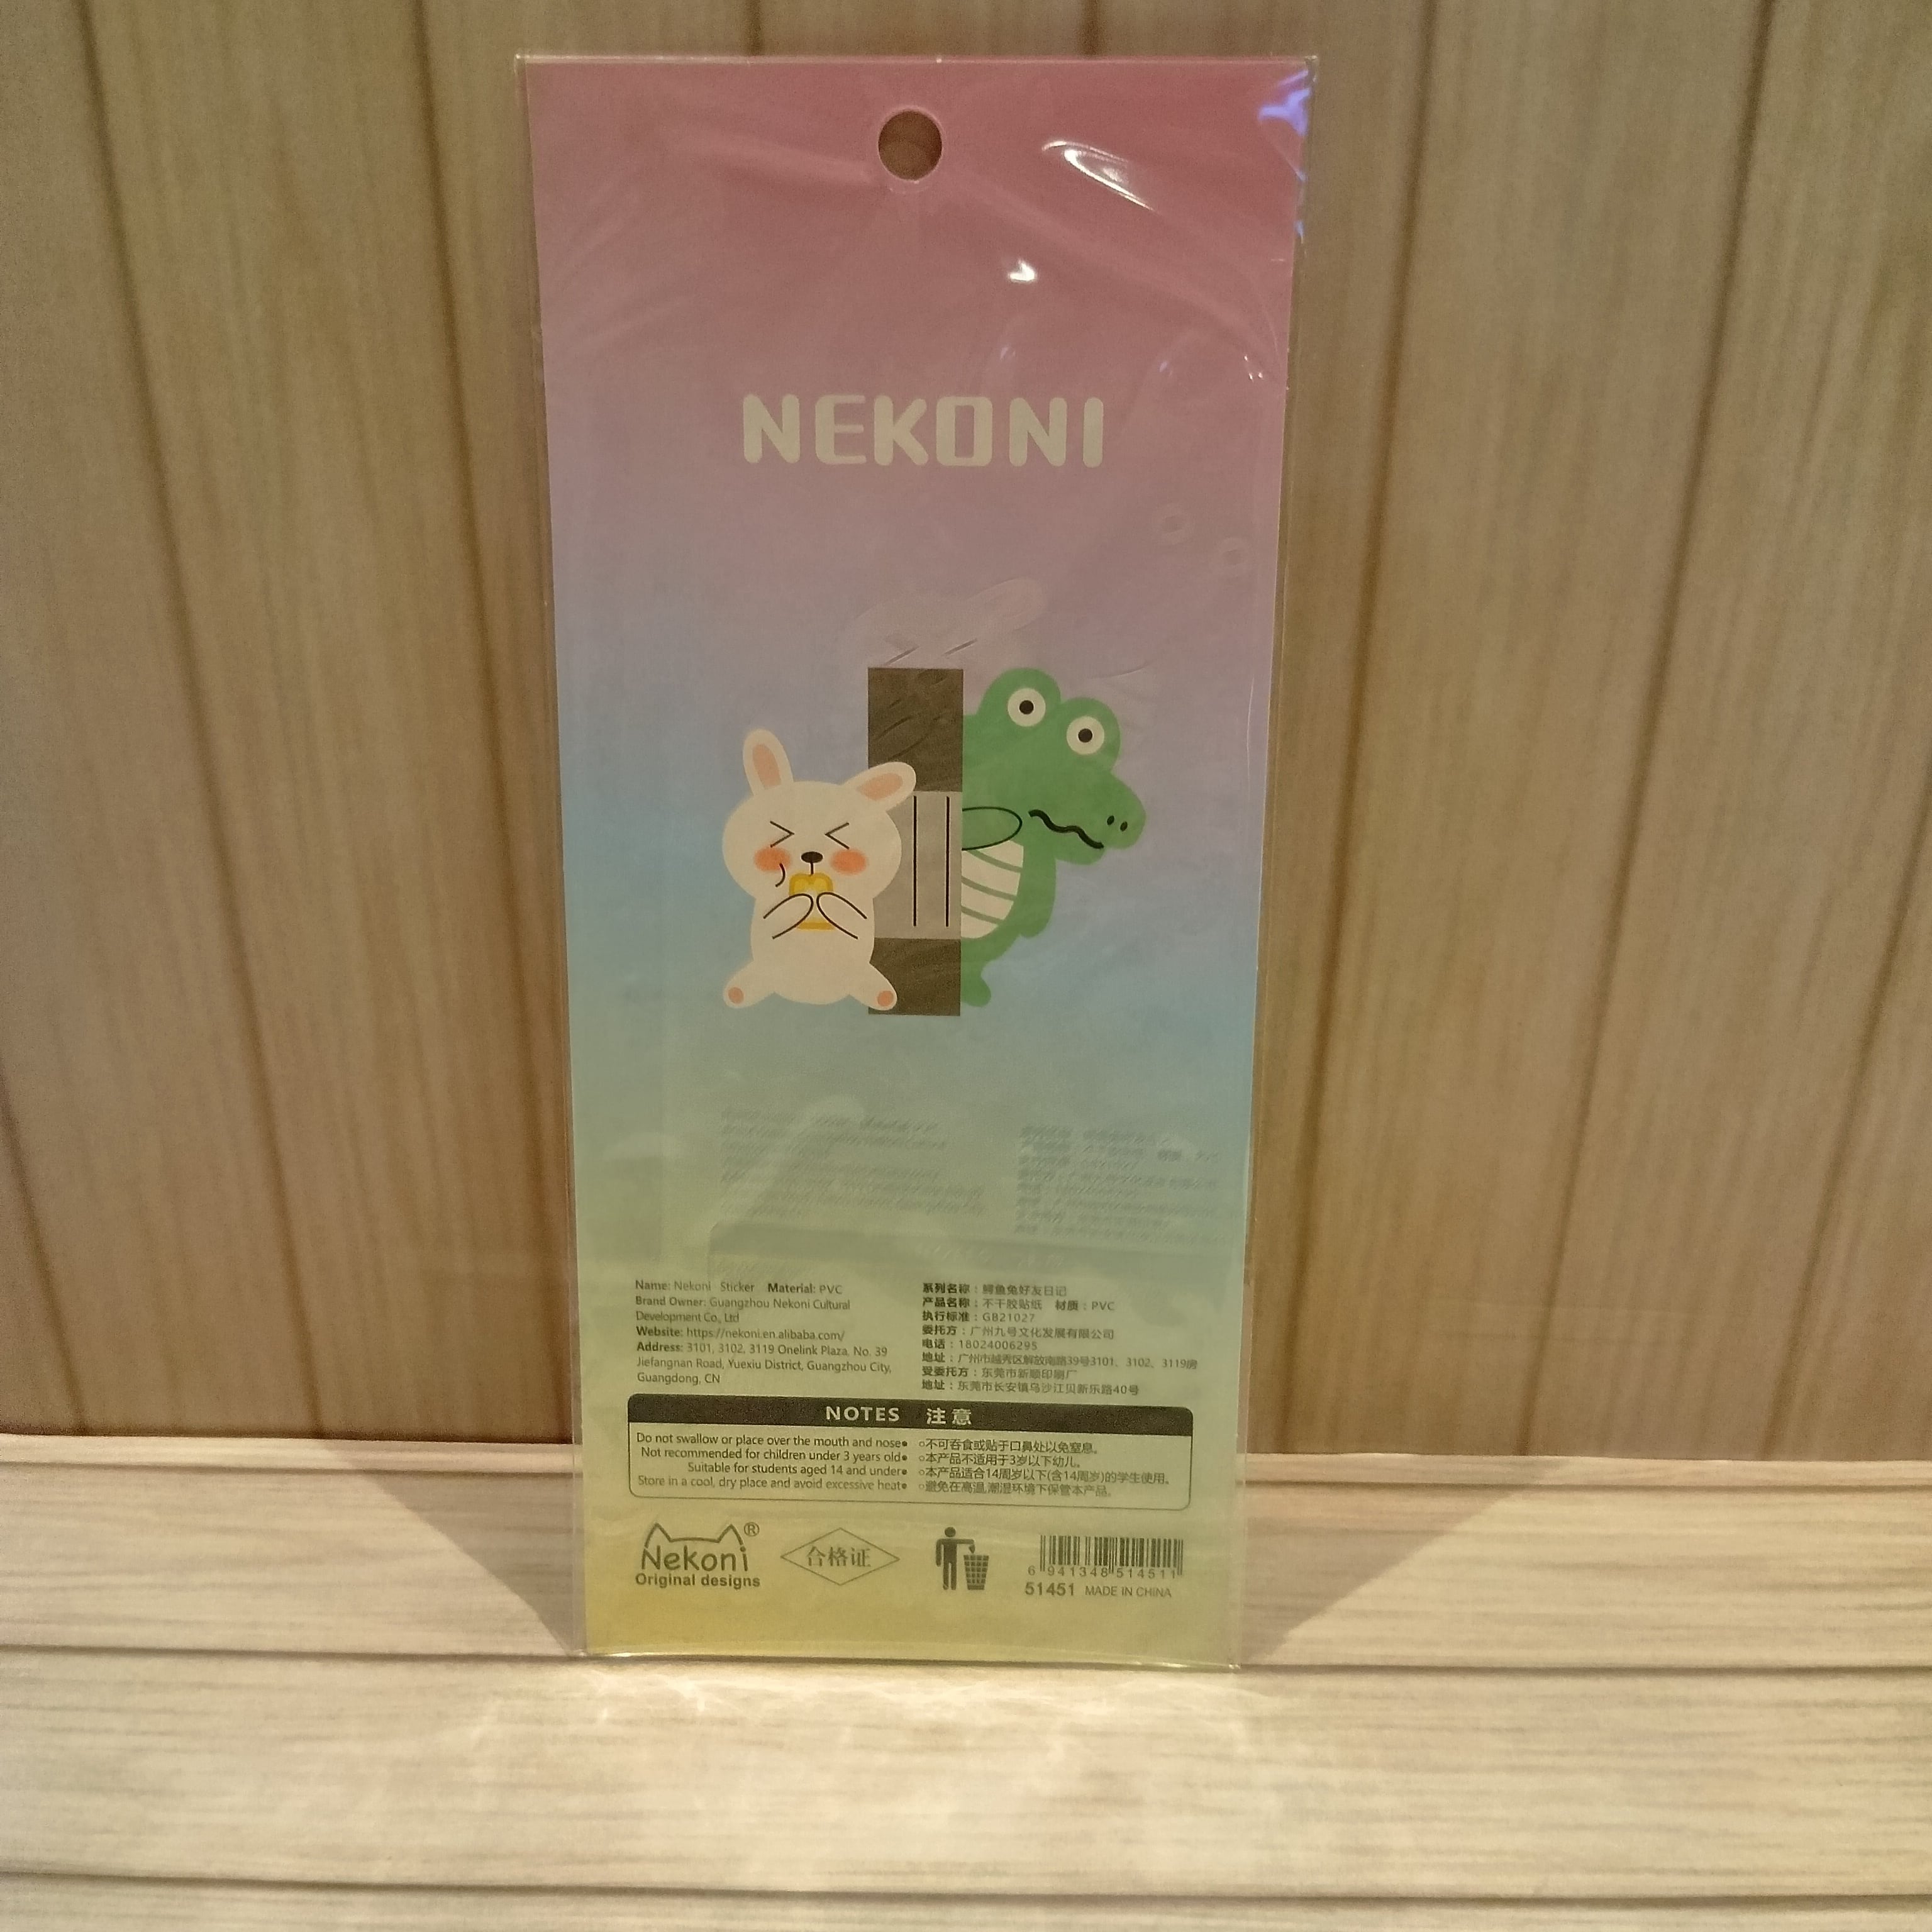 NEKONI
Name: Nekoni Sticker Material: PVC
Brand Owner: Guangzhou Nekoni Cultural
Development Co., Ltd
Website: https://nekoni.en.alibaba.com/
Address: 3101, 3102, 3119 Onelink Plaza, No. 39
Jiefangnan Road, Yuexiu District, Guangzhou City,
Guangdong, CN
系列名称：鳄鱼兔好友日记
产品名称：不干胶贴纸 材质：PVC
执行标准：GB21027
委托方：广州九号文化发展有限公司
电话：18024006295
地址：广州市越秀区解放南路39号3101、3102、3119房
受委托方：东莞市新顺印刷厂
地址：东莞市长安镇乌沙江贝新乐路40号
NOTES 注意
Do not swallow or place over the mouth and nose●
Not recommended for children under 3 years old●
Suitable for students aged 14 and under●
Store in a cool, dry place and avoid excessive heat●
○不可吞食或贴于口鼻处以免窒息。
○本产品不适用于3岁以下幼儿。
○本产品适合14周岁以下(含14周岁)的学生使用。
○避免在高温,潮湿环境下保管本产品。
Nekoni®
Original designs
合格证
6 941348 514511
51451 MADE IN CHINA